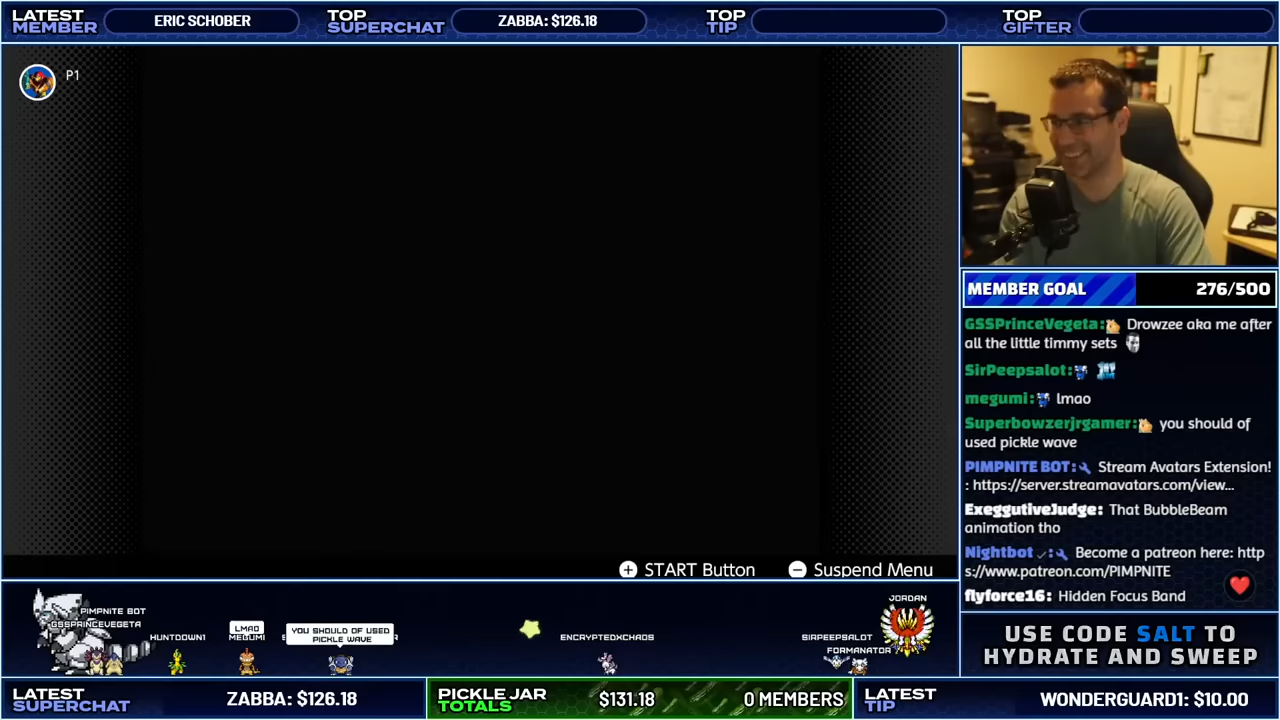 LATEST
MEMBER
ERIC SCHOBER
TOP
SUPERCHAT
ZABBA: $126.18
TOP
TIP
TOP
GIFTER
P1
MEMBER GOAL
276/500
GSSPrinceVegeta: Drowzee aka me after
all the little timmy sets
SirPeepsalot:
megumi: lmao
Superbowzerjrgamer: you should of
used pickle wave
PIMPNITE BOT: Stream Avatars Extension!
: https://server.streamavatars.com/view...
ExeggutiveJudge: That BubbleBeam
animation tho
Nightbot ✓: Become a patreon here: http
s://www.patreon.com/PIMPNITE
flyforce16: Hidden Focus Band
+ START Button
- Suspend Menu
PIMPNITE BOT
GSSPRINCEVEGETA
HUNTDOWN1
LMAO
MEGUMI
YOU SHOULD OF USED
PICKLE WAVE
ENCRYPTEDXCHAOS
SIRPEEPSALOT
FORMANATOR
JORDAN
USE CODE SALT TO
HYDRATE AND SWEEP
LATEST
SUPERCHAT
ZABBA: $126.18
PICKLE JAR
TOTALS
$131.18
0 MEMBERS
LATEST
TIP
WONDERGUARD1: $10.00